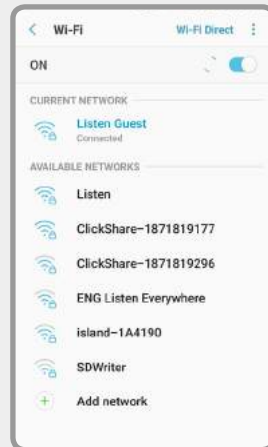 Wi-Fi Wi-Fi Direct
ON
CURRENT NETWORK
Listen Guest
Connected
AVAILABLE NETWORKS
Listen
ClickShare-1871819177
ClickShare-1871819296
ENG Listen Everywhere
island-1A4190
SDWriter
Add network